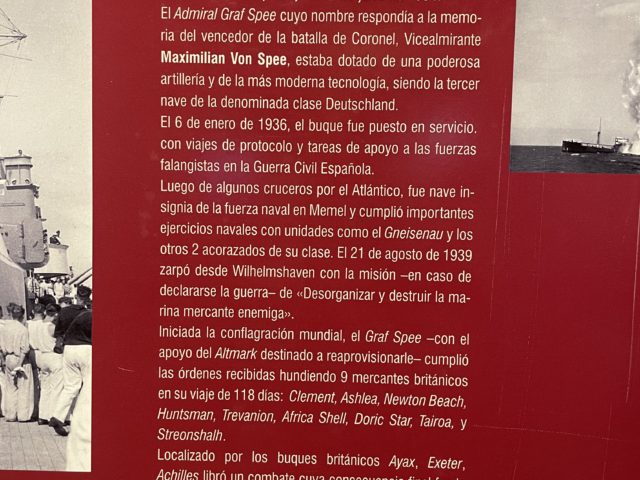 El Admiral Graf Spee cuyo nombre respondía a la memo-
ria del vencedor de la batalla de Coronel, Vicealmirante
Maximilian Von Spee, estaba dotado de una poderosa
artillería y de la más moderna tecnología, siendo la tercer
nave de la denominada clase Deutschland.
El 6 de enero de 1936, el buque fue puesto en servicio.
con viajes de protocolo y tareas de apoyo a las fuerzas
falangistas en la Guerra Civil Española.
Luego de algunos cruceros por el Atlántico, fue nave in-
signia de la fuerza naval en Memel y cumplió importantes
ejercicios navales con unidades como el Gneisenau y los
otros 2 acorazados de su clase. El 21 de agosto de 1939
zarpó desde Wilhelmshaven con la misión –en caso de
declararse la guerra– de «Desorganizar y destruir la ma-
rina mercante enemiga».
Iniciada la conflagración mundial, el Graf Spee –con el
apoyo del Altmark destinado a reaprovisionarle– cumplió
las órdenes recibidas hundiendo 9 mercantes británicos
en su viaje de 118 días: Clement, Ashlea, Newton Beach,
Huntsman, Trevanion, Africa Shell, Doric Star, Tairoa, y
Streonshalh.
Localizado por los buques británicos Ayax, Exeter,
Achilles libró un combate cuya consecuencia final